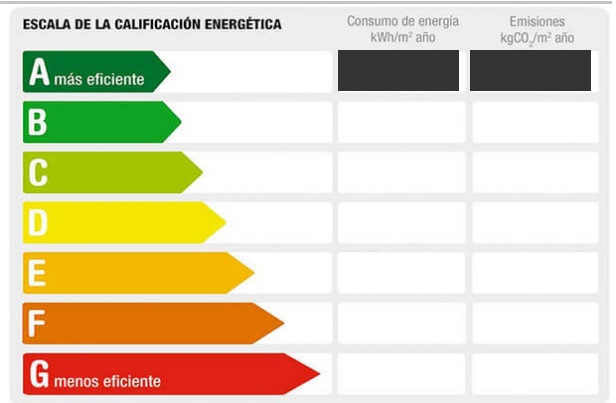 ESCALA DE LA CALIFICACIÓN ENERGÉTICA
Consumo de energía
kWh/m² año
Emisiones
kgCO₂/m² año
A más eficiente
B
C
D
E
F
G menos eficiente